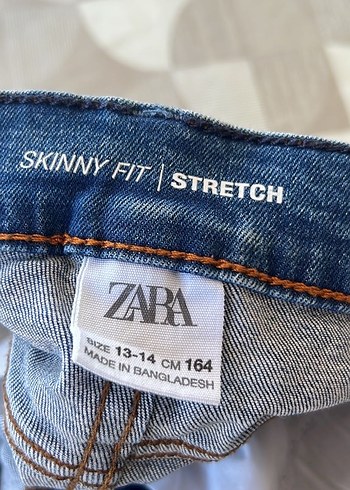 SKINNY FIT | STRETCH
ZARA
SIZE 13-14 CM 164
MADE IN BANGLADESH